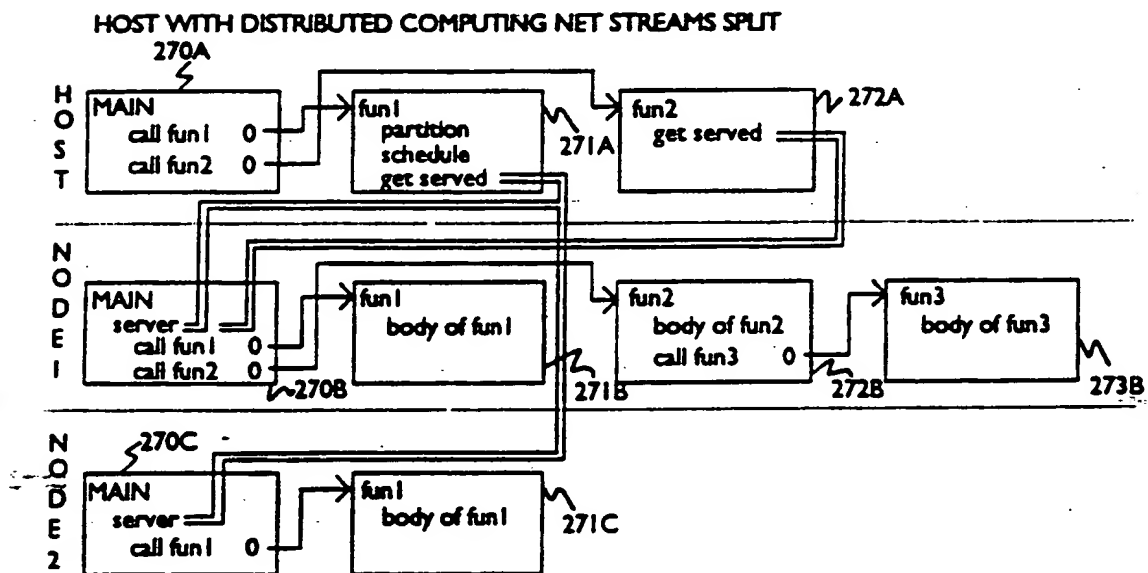 HOST WITH DISTRIBUTED COMPUTING NET STREAMS SPLIT
270A
HOST
MAIN
call fun1 0
call fun2 0
fun1
partition
schedule
get served
271A
fun2
get served
272A
NODE1
MAIN
server
call fun1 0
call fun2 0
270B
fun1
body of fun1
271B
fun2
body of fun2
call fun3 0
272B
fun3
body of fun3
273B
NODE2
270C
MAIN
server
call fun1 0
fun1
body of fun1
271C